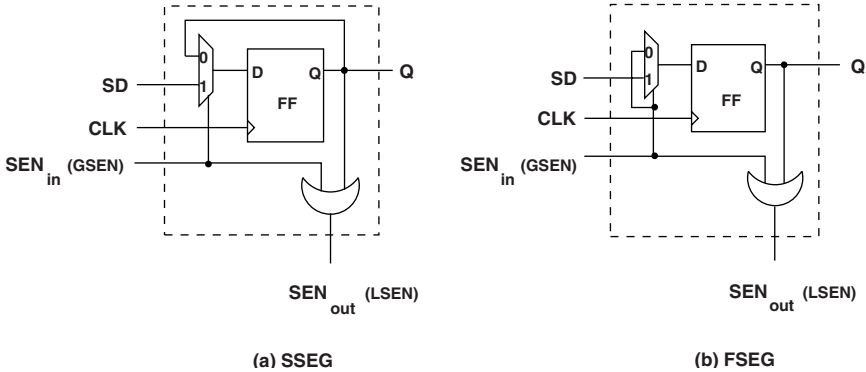 0
1
D
Q
FF
Q
SD
CLK
SEN in (GSEN)
SEN out (LSEN)
(a) SSEG
0
1
D
Q
FF
Q
SD
CLK
SEN in (GSEN)
SEN out (LSEN)
(b) FSEG